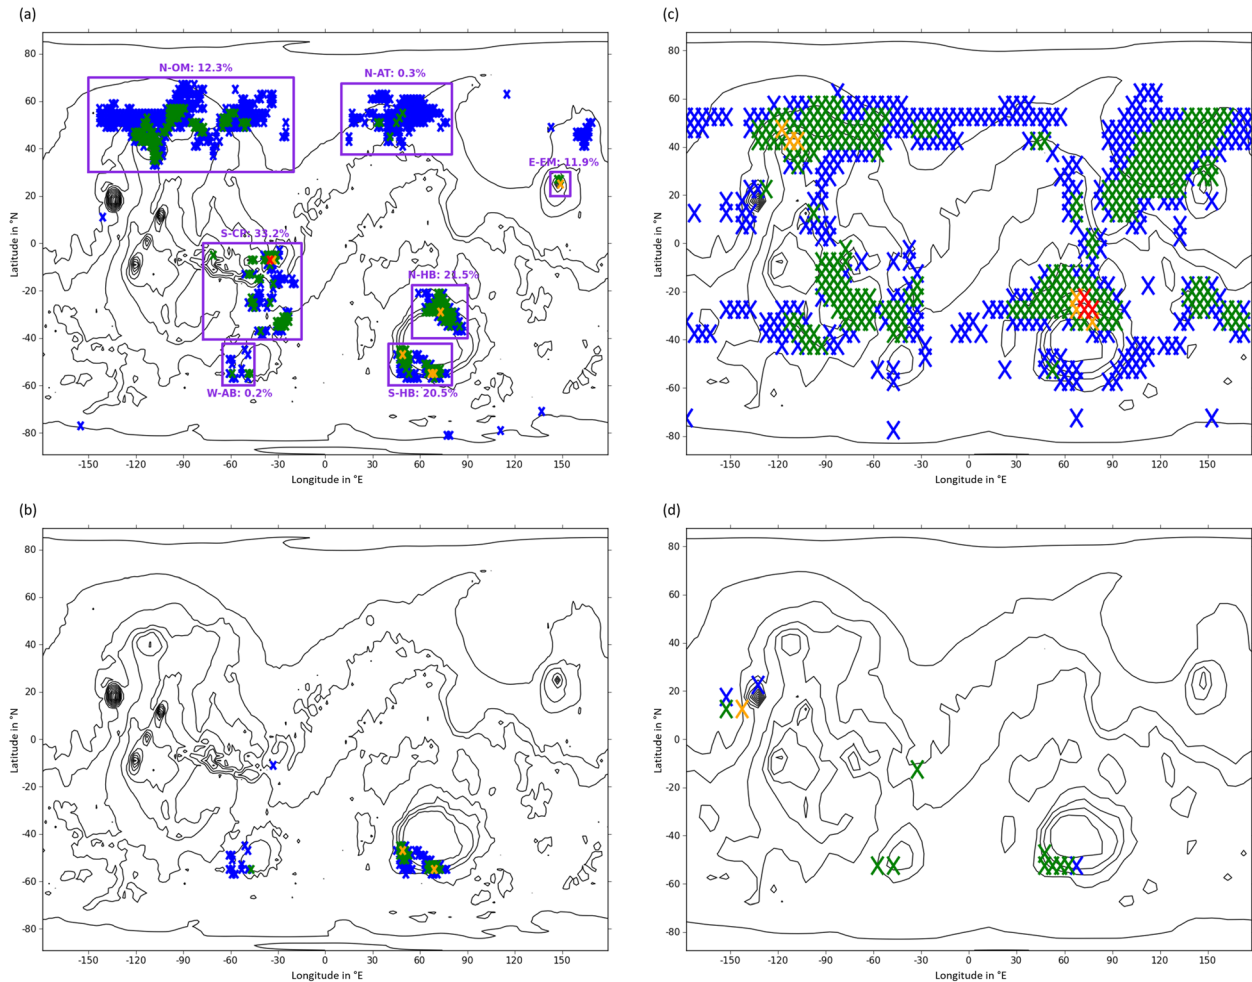 (a)
N-OM: 12.3%
N-AT: 0.3%
E-EM: 11.9%
S-CR: 33.2%
N-HB: 21.5%
W-AB: 0.2%
S-HB: 20.5%
80
60
40
20
0
-20
-40
-60
-80
Latitude in °N
-150 -120 -90 -60 -30 0 30 60 90 120 150
Longitude in °E
(c)
80
60
40
20
0
-20
-40
-60
-80
Latitude in °N
-150 -120 -90 -60 -30 0 30 60 90 120 150
Longitude in °E
(b)
80
60
40
20
0
-20
-40
-60
-80
Latitude in °N
-150 -120 -90 -60 -30 0 30 60 90 120 150
Longitude in °E
(d)
80
60
40
20
0
-20
-40
-60
-80
Latitude in °N
-150 -120 -90 -60 -30 0 30 60 90 120 150
Longitude in °E